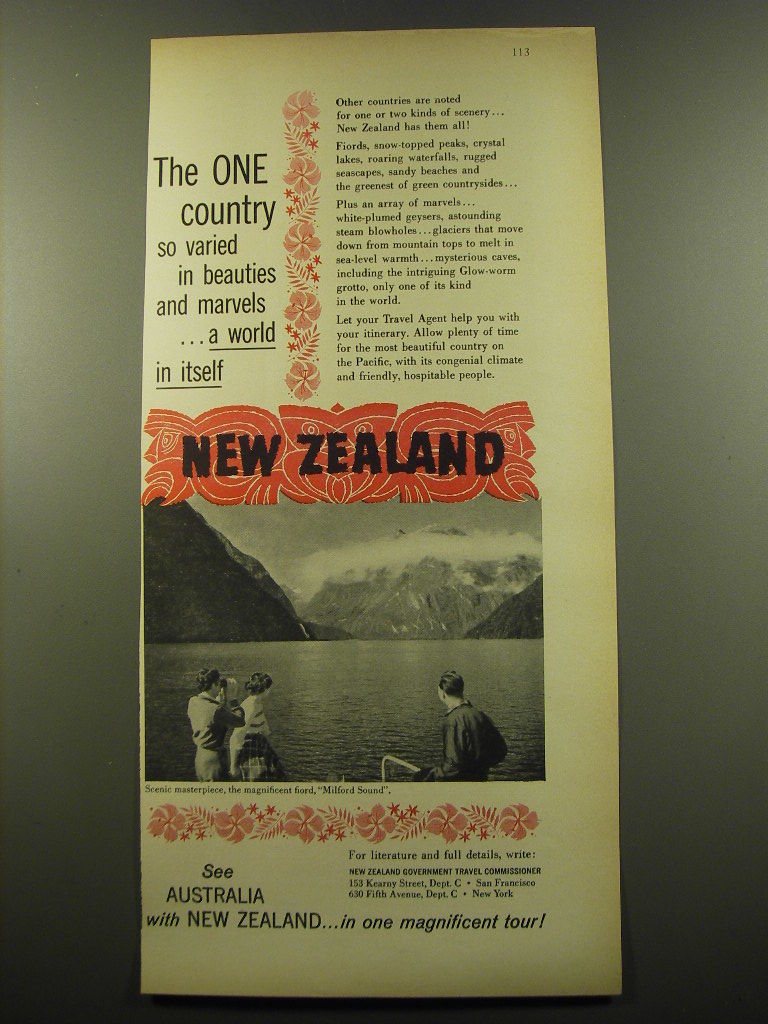 113
The ONE
country
so varied
in beauties
and marvels
...a world
in itself
Other countries are noted
for one or two kinds of scenery...
New Zealand has them all!
Fiords, snow-topped peaks, crystal
lakes, roaring waterfalls, rugged
seascapes, sandy beaches and
the greenest of green countrysides...
Plus an array of marvels...
white-plumed geysers, astounding
steam blowholes...glaciers that move
down from mountain tops to melt in
sea-level warmth...mysterious caves,
including the intriguing Glow-worm
grotto, only one of its kind
in the world.
Let your Travel Agent help you with
your itinerary. Allow plenty of time
for the most beautiful country on
the Pacific, with its congenial climate
and friendly, hospitable people.
NEW ZEALAND
Scenic masterpiece, the magnificent fiord, "Milford Sound".
For literature and full details, write:
NEW ZEALAND GOVERNMENT TRAVEL COMMISSIONER
153 Kearny Street, Dept. C • San Francisco
630 Fifth Avenue, Dept. C • New York
See
AUSTRALIA
with NEW ZEALAND...in one magnificent tour!